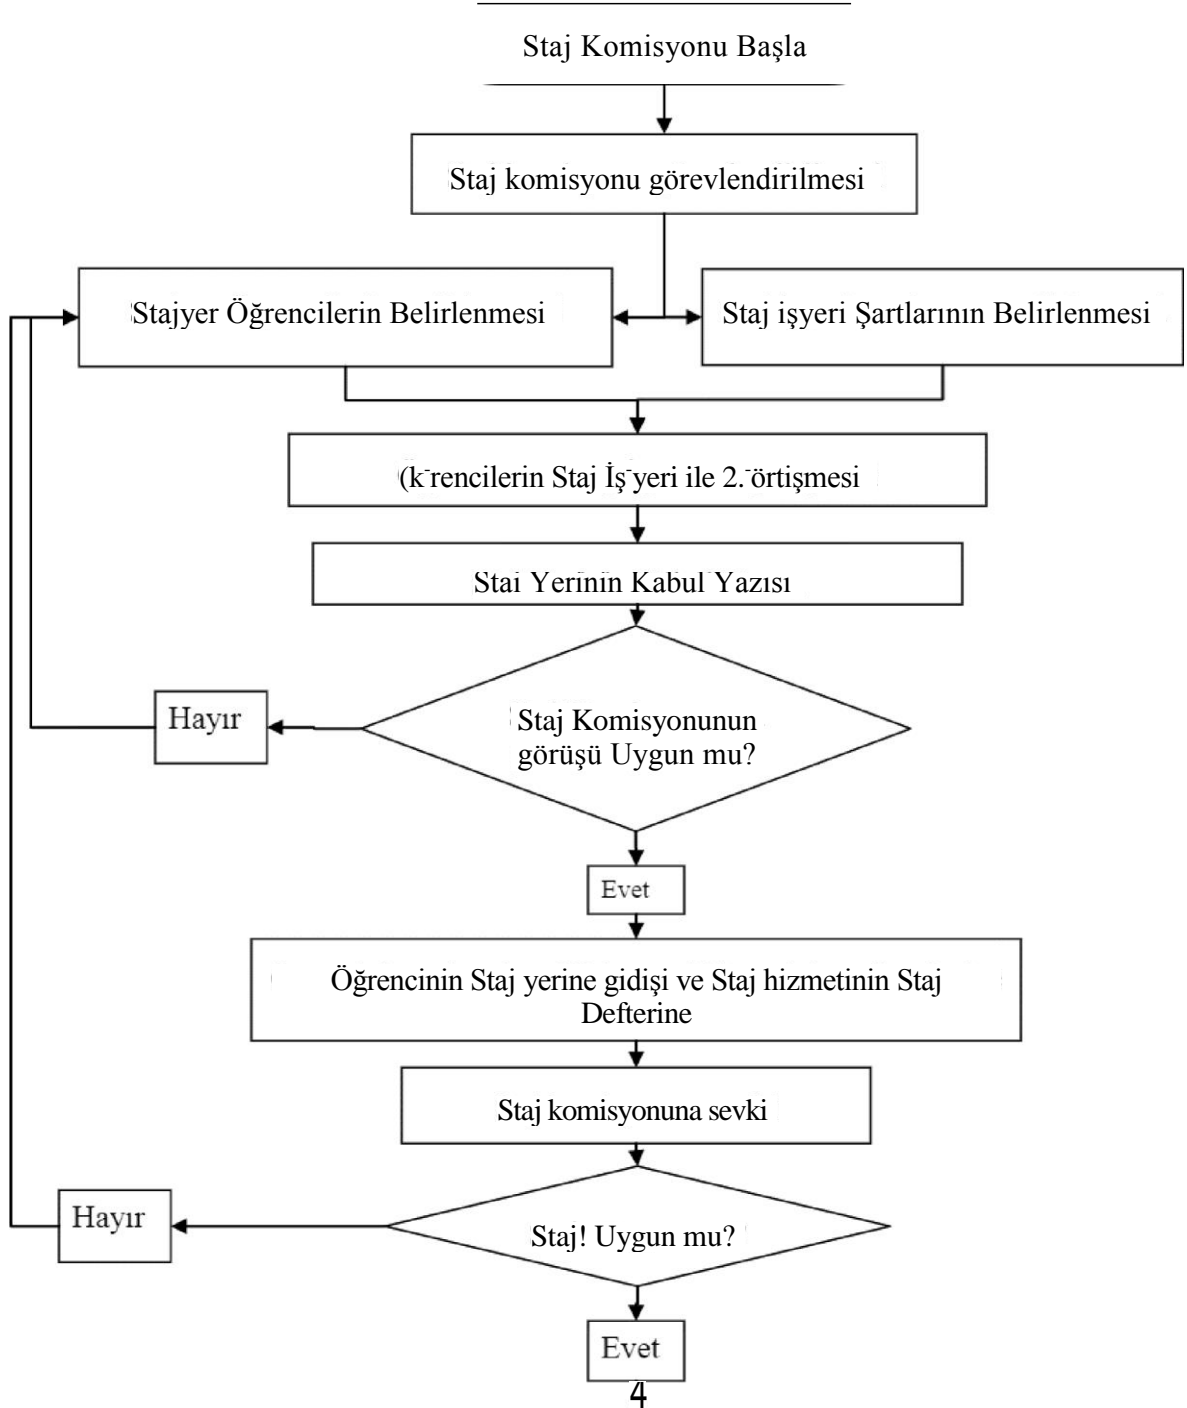 Staj Komisyonu Başla
Staj komisyonu görevlendirilmesi
Stajyer Öğrencilerin Belirlenmesi
Staj işyeri Şartlarının Belirlenmesi
(k rencilerin Staj İş yeri ile 2. örtişmesi
Stai Yerinin Kabul Yazısı
Staj Komisyonunun
görüşü Uygun mu?
Hayır
Evet
Öğrencinin Staj yerine gidişi ve Staj hizmetinin Staj
Defterine
Staj komisyonuna sevki
Staj! Uygun mu?
Hayır
Evet
4